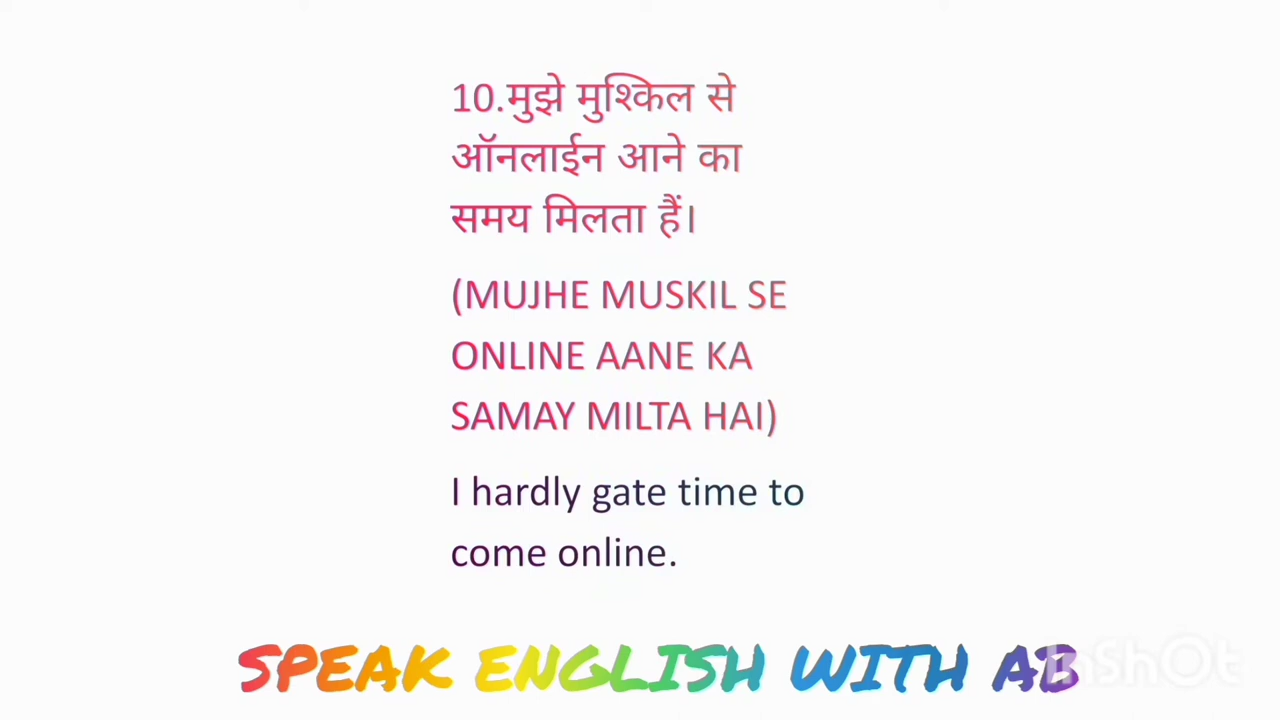 10.मुझे मुश्किल से
ऑनलाईन आने का
समय मिलता हैं।
(MUJHE MUSKIL SE
ONLINE AANE KA
SAMAY MILTA HAI)
I hardly gate time to
come online.
SPEAK ENGLISH WITH AB
InShOt